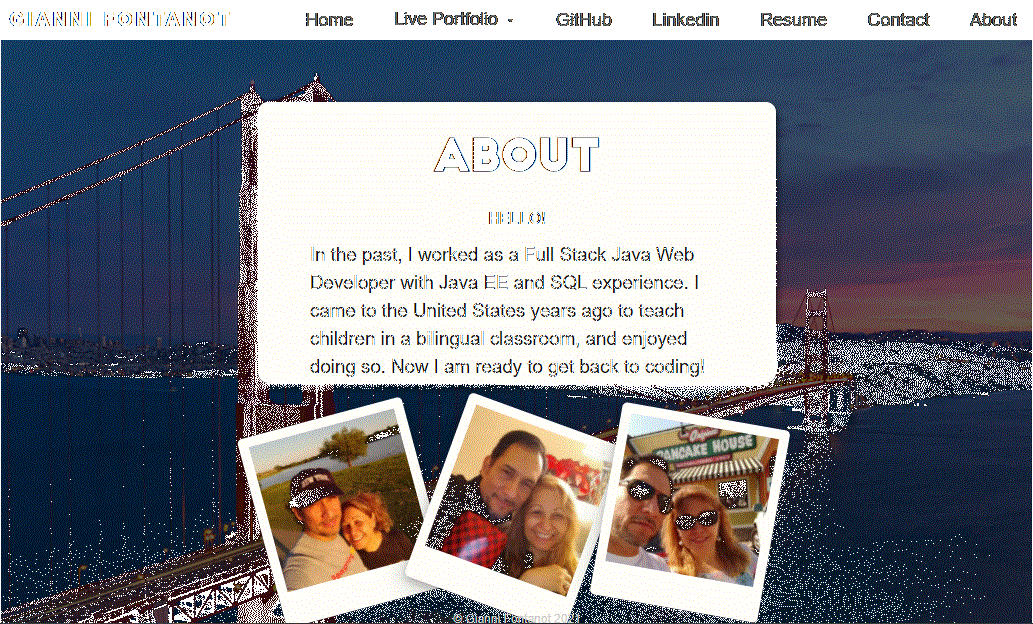 GIANNI FONTANOT
Home Live Portfolio GitHub Linkedin Resume Contact About
ABOUT
HELLO!
In the past, I worked as a Full Stack Java Web
Developer with Java EE and SQL experience. I
came to the United States years ago to teach
children in a bilingual classroom, and enjoyed
doing so. Now I am ready to get back to coding!
Original
PANCAKE HOUSE
© Gianni Fontanot